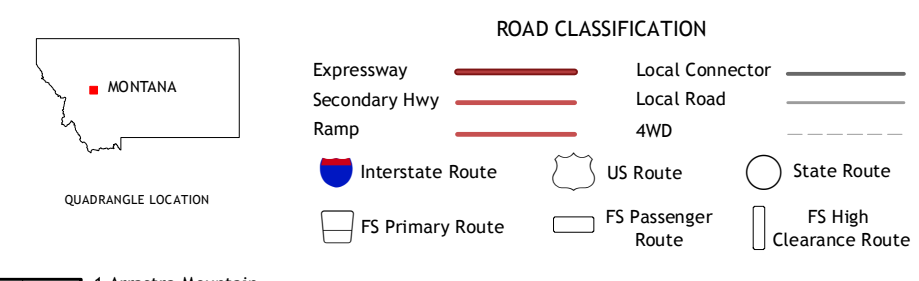 ROAD CLASSIFICATION
MONTANA
QUADRANGLE LOCATION
Expressway
Secondary Hwy
Ramp
Local Connector
Local Road
4WD
Interstate Route
US Route
State Route
FS Primary Route
FS Passenger
Route
FS High
Clearance Route